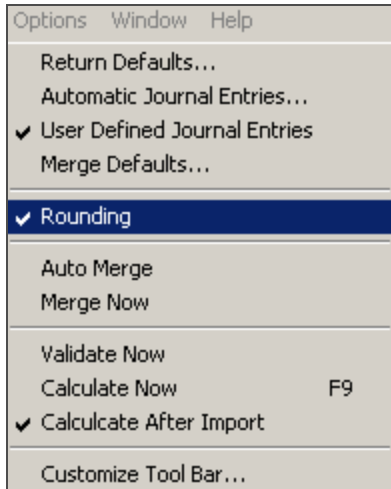 Options Window Help
Return Defaults...
Automatic Journal Entries...
User Defined Journal Entries
Merge Defaults...
Rounding
Auto Merge
Merge Now
Validate Now
Calculate Now F9
Calculcate After Import
Customize Tool Bar...